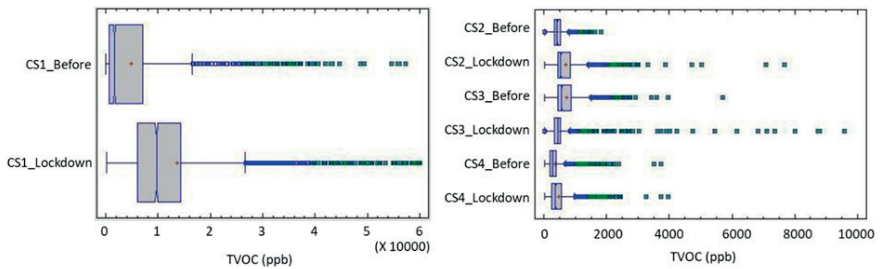 CS1_Before
CS1_Lockdown
0 1 2 3 4 5 6
(X 10000)
TVOC (ppb)
CS2_Before
CS2_Lockdown
CS3_Before
CS3_Lockdown
CS4_Before
CS4_Lockdown
0 2000 4000 6000 8000 10000
TVOC (ppb)